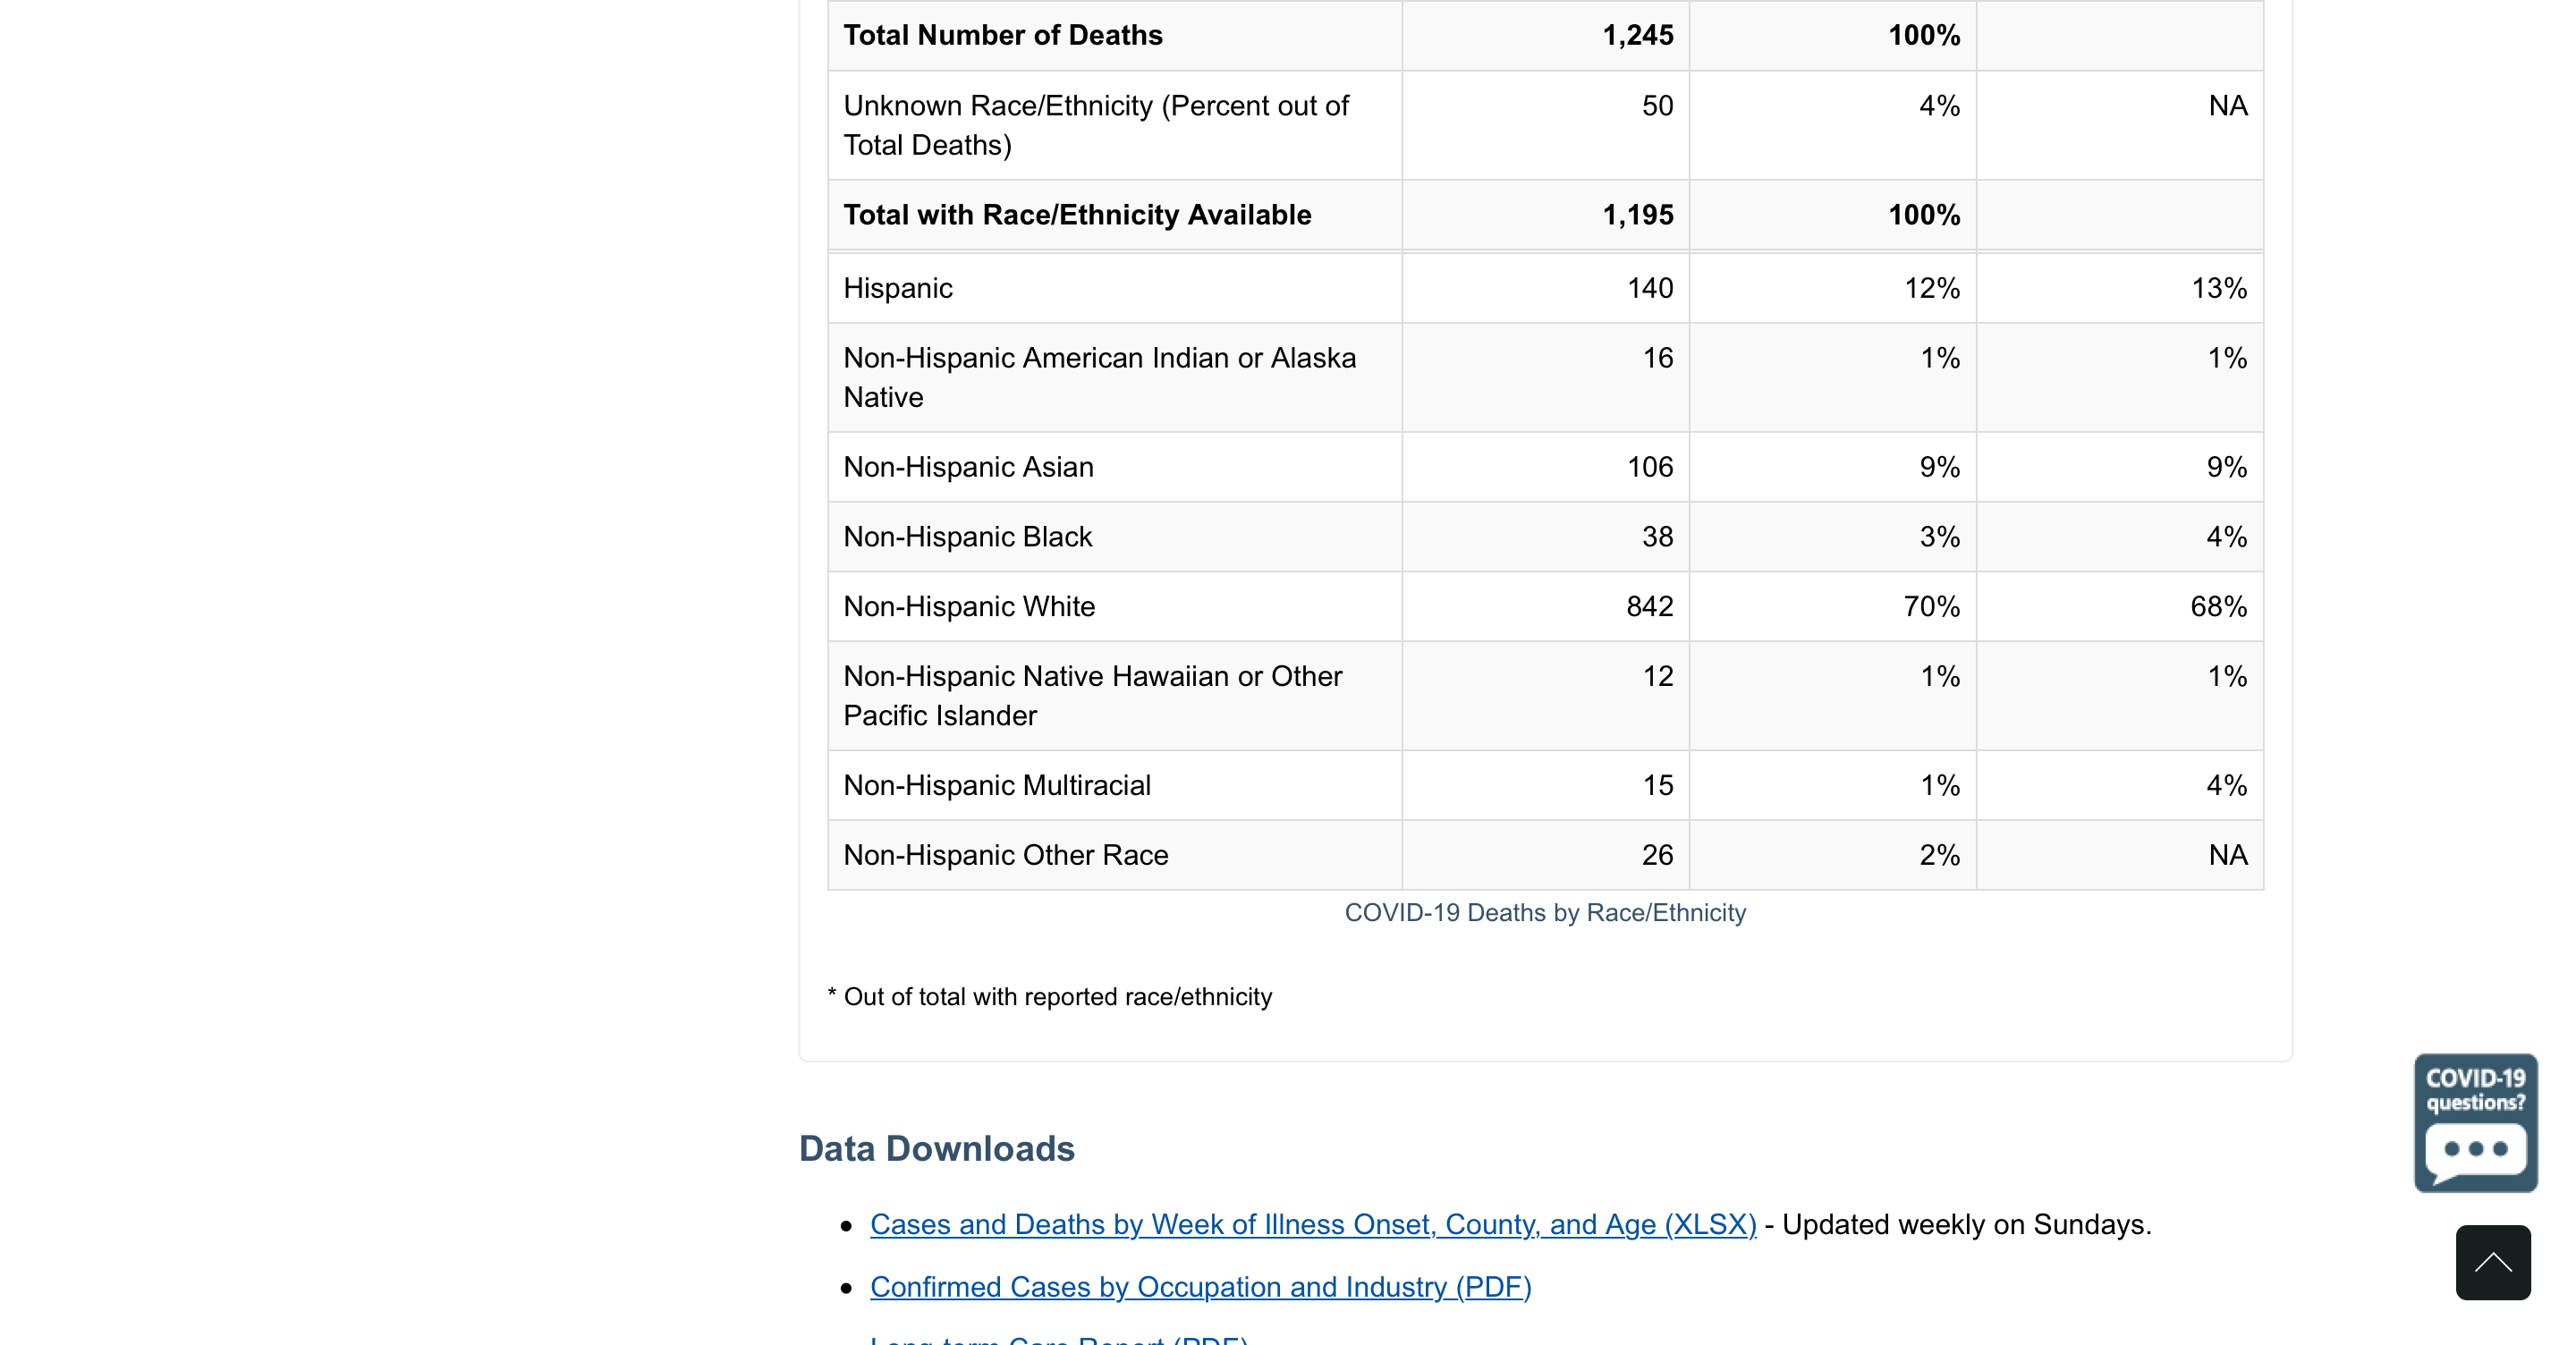 Total Number of Deaths 1,245 100%
Unknown Race/Ethnicity (Percent out of 50 4% NA
Total Deaths)
Total with Race/Ethnicity Available 1,195 100%
Hispanic 140 12% 13%
Non-Hispanic American Indian or Alaska 16 1% 1%
Native
Non-Hispanic Asian 106 9% 9%
Non-Hispanic Black 38 3% 4%
Non-Hispanic White 842 70% 68%
Non-Hispanic Native Hawaiian or Other 12 1% 1%
Pacific Islander
Non-Hispanic Multiracial 15 1% 4%
Non-Hispanic Other Race 26 2% NA
COVID-19 Deaths by Race/Ethnicity
* Out of total with reported race/ethnicity
COVID-19
questions?
Data Downloads
• Cases and Deaths by Week of Illness Onset, County, and Age (XLSX) - Updated weekly on Sundays.
• Confirmed Cases by Occupation and Industry (PDF)
Long-term Care Report (PDF)